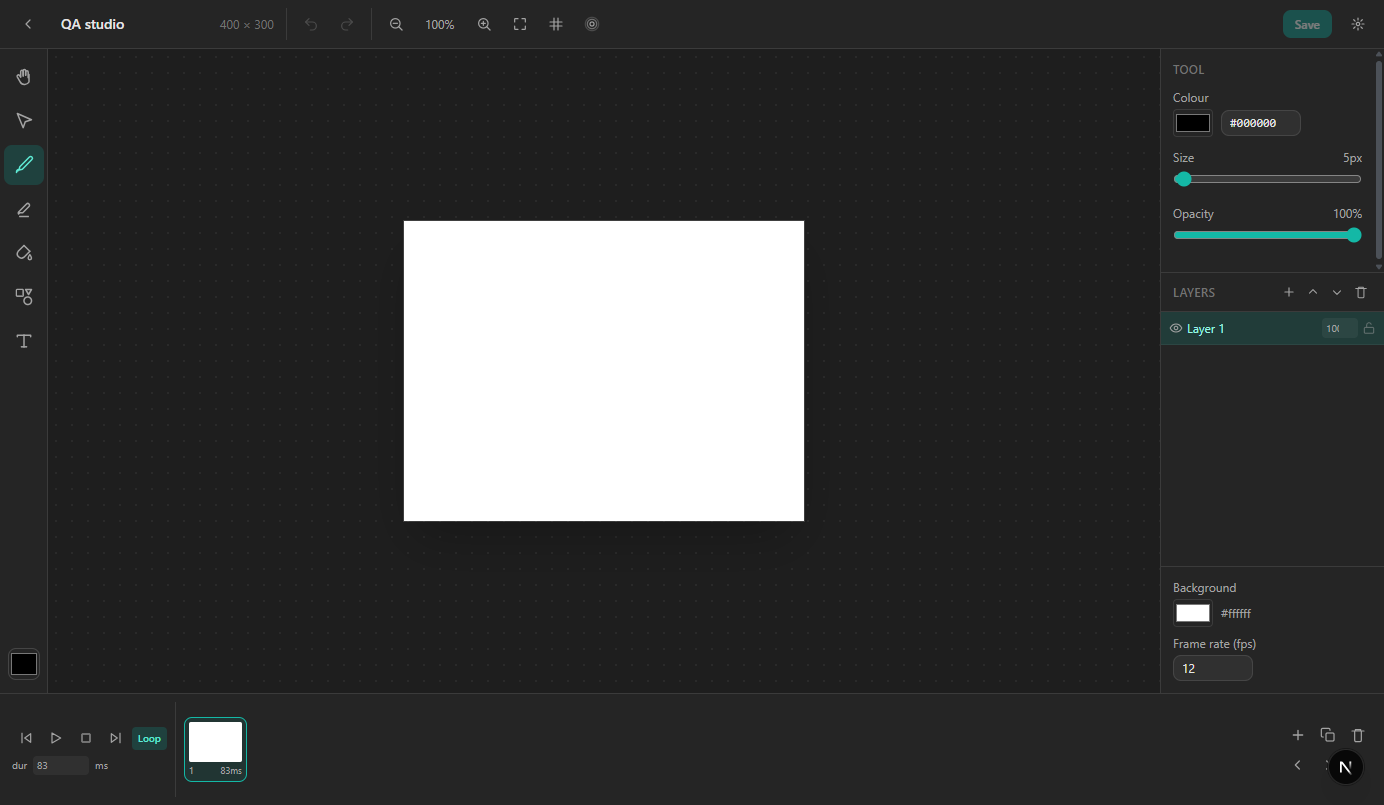 QA studio
400 × 300
100%
Save
TOOL
Colour
#000000
Size 5px
Opacity 100%
LAYERS
Layer 1
Background
#ffffff
Frame rate (fps)
12
Loop
dur 83 ms
1 83ms
N